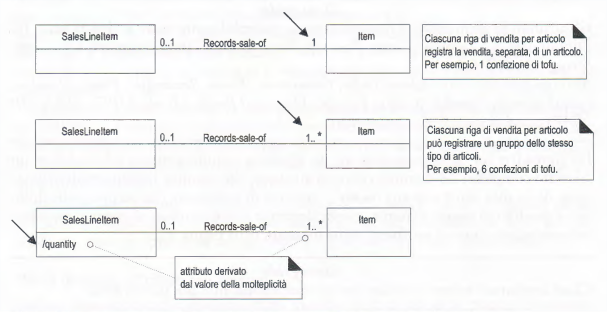 SalesLineItem
0..1
Records-sale-of
1
Item
Ciascuna riga di vendita per articolo
registra la vendita, separata, di un articolo.
Per esempio, 1 confezione di tofu.
SalesLineItem
0..1
Records-sale-of
1.. *
Item
Ciascuna riga di vendita per articolo
può registrare un gruppo dello stesso
tipo di articoli.
Per esempio, 6 confezioni di tofu.
SalesLineItem
0..1
Records-sale-of
1.. *
Item
/quantity
attributo derivato
dal valore della molteplicità